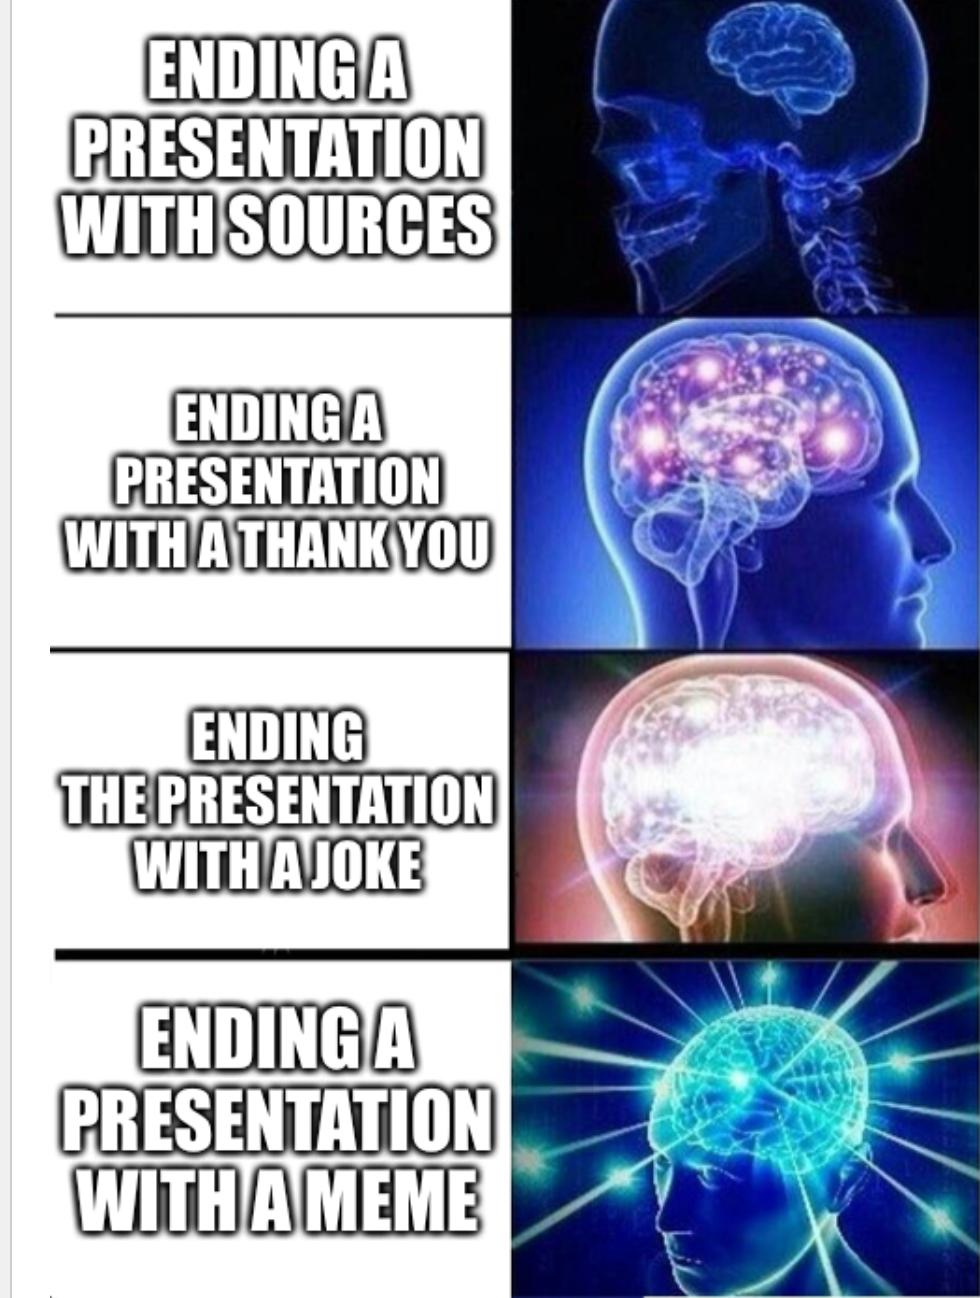 ENDING A
PRESENTATION
WITH SOURCES
ENDING A
PRESENTATION
WITH A THANK YOU
ENDING
THE PRESENTATION
WITH A JOKE
ENDING A
PRESENTATION
WITH A MEME